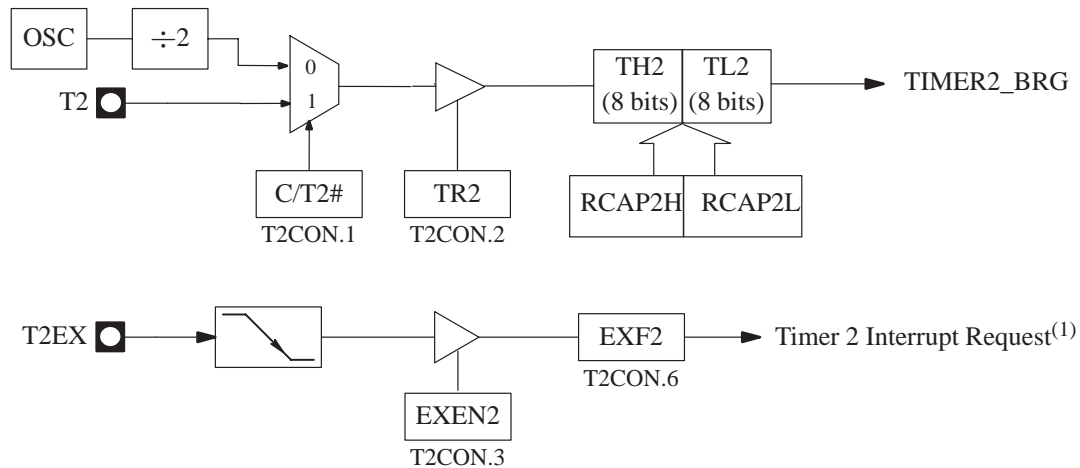 OSC
÷2
T2
0
1
C/T2#
T2CON.1
TR2
T2CON.2
TH2
(8 bits)
TL2
(8 bits)
RCAP2H
RCAP2L
TIMER2_BRG
T2EX
EXEN2
T2CON.3
EXF2
T2CON.6
Timer 2 Interrupt Request(1)